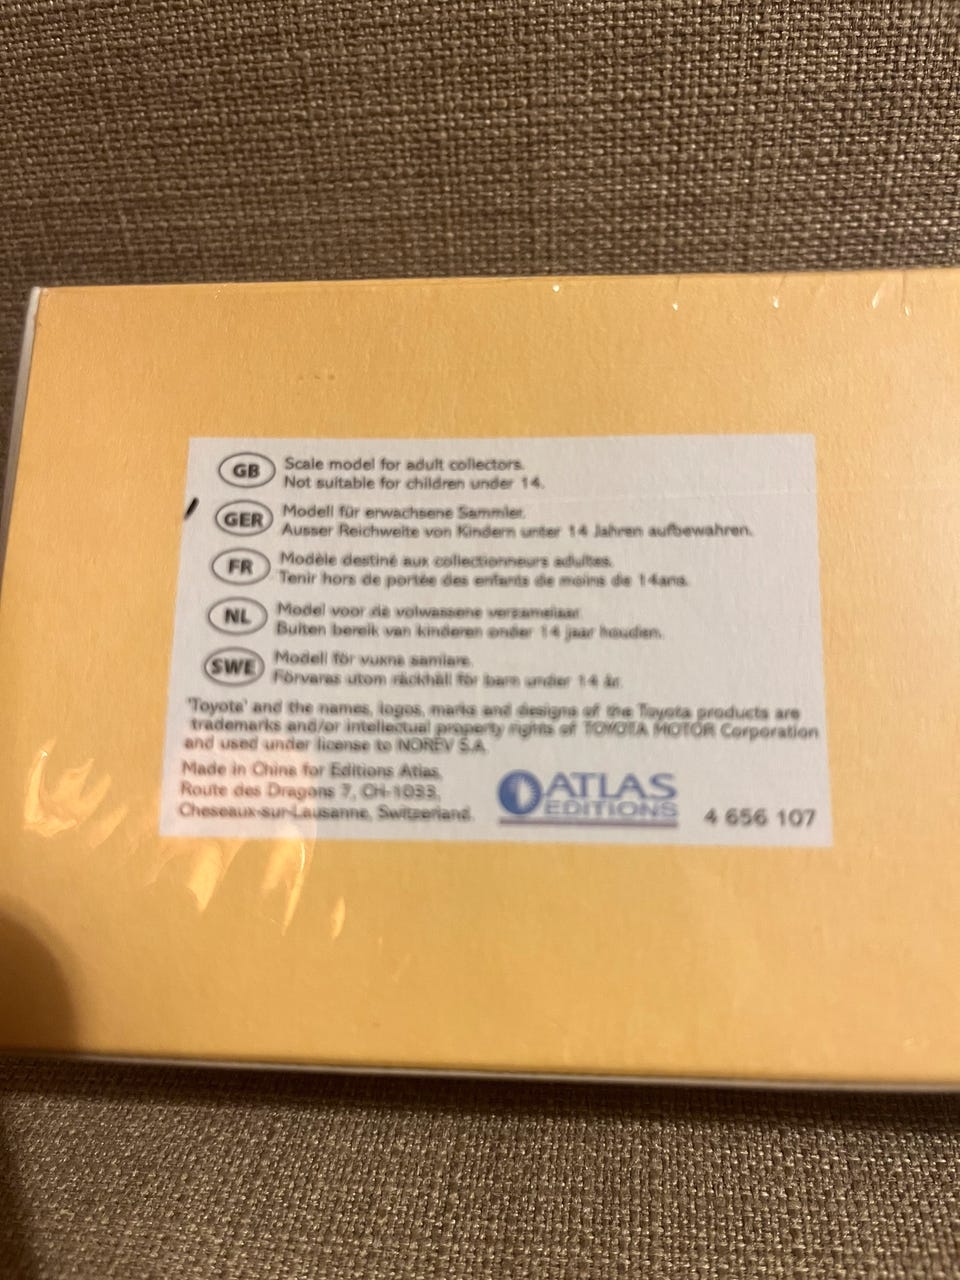 GB Scale model for adult collectors.
Not suitable for children under 14.
GER Modell für erwachsene Sammler.
Ausser Reichweite von Kindern unter 14 Jahren aufbewahren.
FR Modèle destiné aux collectionneurs adultes.
Tenir hors de portée des enfants de moins de 14ans.
NL Model voor de volwassene verzamelaar.
Buiten bereik van kinderen onder 14 jaar houden.
SWE Modell för vuxna samlare.
Förvaras utom räckhåll för barn under 14 år.
'Toyota' and the names, logos, marks and designs of the Toyota products are
trademarks and/or intellectual property rights of TOYOTA MOTOR Corporation
and used under license to NOREV S.A.
Made in China for Editions Atlas,
Route des Dragons 7, CH-1033,
Cheseaux-sur-Lausanne, Switzerland.
ATLAS
EDITIONS
4 656 107